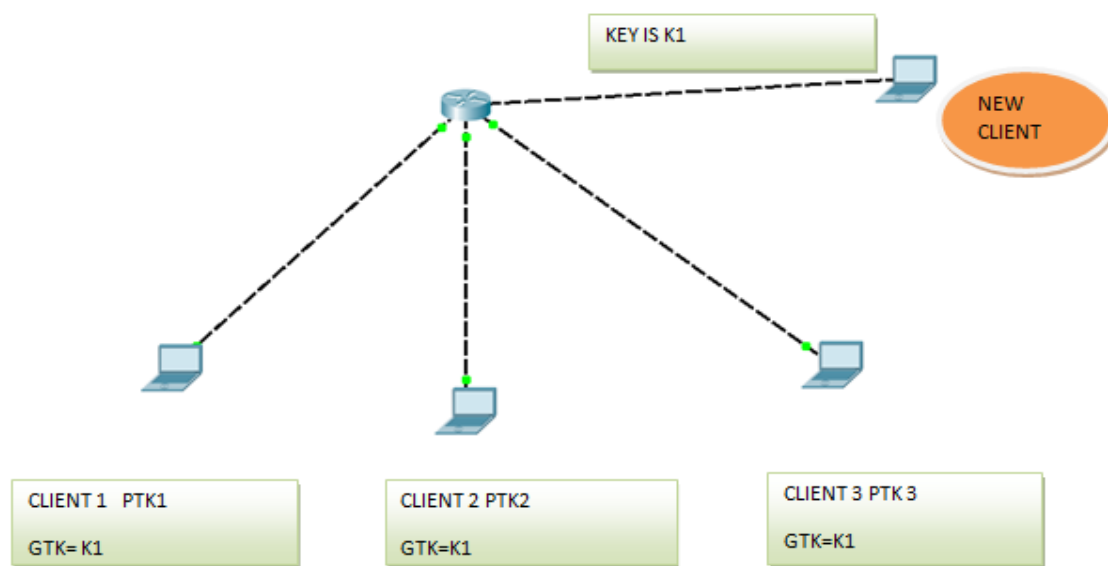 KEY IS K1
NEW
CLIENT
CLIENT 1 PTK1
GTK= K1
CLIENT 2 PTK2
GTK=K1
CLIENT 3 PTK 3
GTK=K1